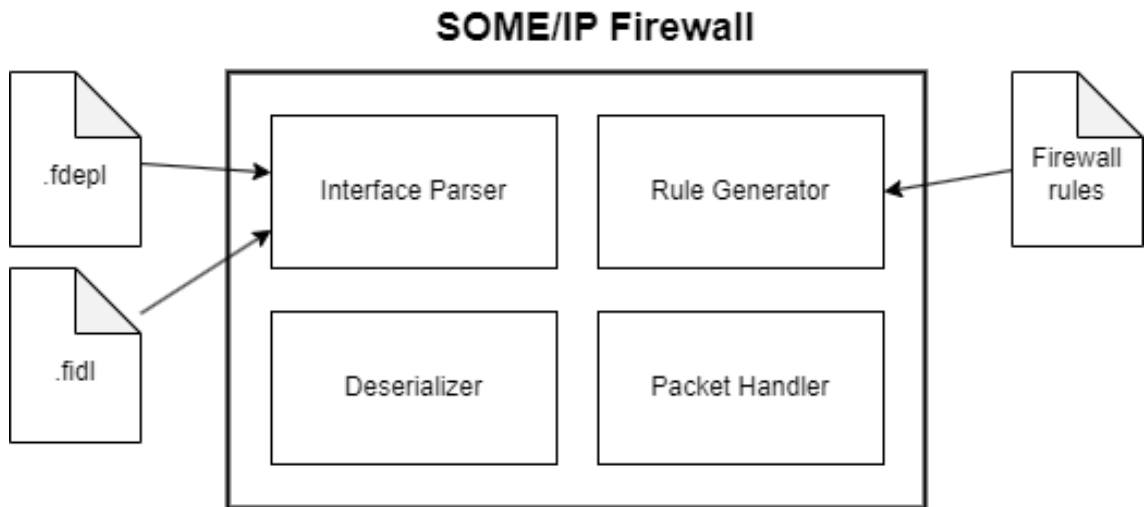 SOME/IP Firewall
.fdepl
Interface Parser
Rule Generator
Firewall
rules
.fidl
Deserializer
Packet Handler